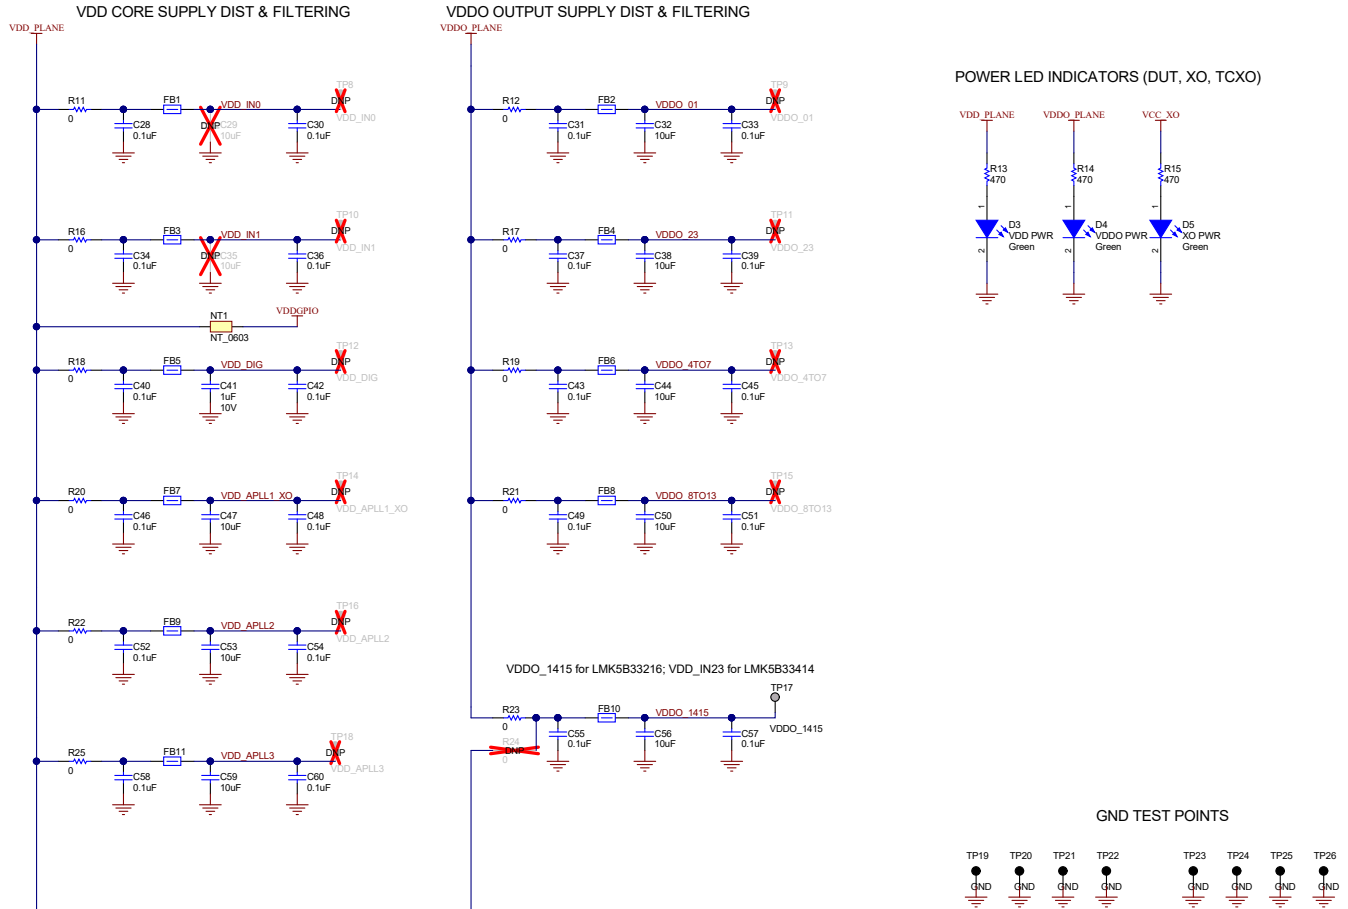 VDD CORE SUPPLY DIST & FILTERING
VDD_PLANE
R11
0
C28
0.1uF
FB1
VDD_IN0
DNP
C29
10uF
C30
0.1uF
TP8
DNP
VDD_IN0
R16
0
C34
0.1uF
FB3
VDD_IN1
DNP
C35
10uF
C36
0.1uF
TP10
DNP
VDD_IN1
NT1
NT_0603
VDDGPIO
R18
0
C40
0.1uF
FB5
VDD_DIG
C41
1uF
10V
C42
0.1uF
TP12
DNP
VDD_DIG
R20
0
C46
0.1uF
FB7
VDD_APLL1_XO
C47
10uF
C48
0.1uF
TP14
DNP
VDD_APLL1_XO
R22
0
C52
0.1uF
FB9
VDD_APLL2
C53
10uF
C54
0.1uF
TP16
DNP
VDD_APLL2
R25
0
C58
0.1uF
FB11
VDD_APLL3
C59
10uF
C60
0.1uF
TP18
DNP
VDD_APLL3
VDDO OUTPUT SUPPLY DIST & FILTERING
VDDO_PLANE
R12
0
C31
0.1uF
FB2
VDDO_01
C32
10uF
C33
0.1uF
TP9
DNP
VDDO_01
R17
0
C37
0.1uF
FB4
VDDO_23
C38
10uF
C39
0.1uF
TP11
DNP
VDDO_23
R19
0
C43
0.1uF
FB6
VDDO_4TO7
C44
10uF
C45
0.1uF
TP13
DNP
VDDO_4TO7
R21
0
C49
0.1uF
FB8
VDDO_8TO13
C50
10uF
C51
0.1uF
TP15
DNP
VDDO_8TO13
VDDO_1415 for LMK5B33216; VDD_IN23 for LMK5B33414
R23
0
R24
DNP
0
C55
0.1uF
FB10
VDDO_1415
C56
10uF
C57
0.1uF
TP17
VDDO_1415
POWER LED INDICATORS (DUT, XO, TCXO)
VDD_PLANE
R13
470
1
2
D3
VDD PWR
Green
VDDO_PLANE
R14
470
1
2
D4
VDDO PWR
Green
VCC_XO
R15
470
1
2
D5
XO PWR
Green
GND TEST POINTS
TP19 TP20 TP21 TP22 TP23 TP24 TP25 TP26
GND GND GND GND GND GND GND GND